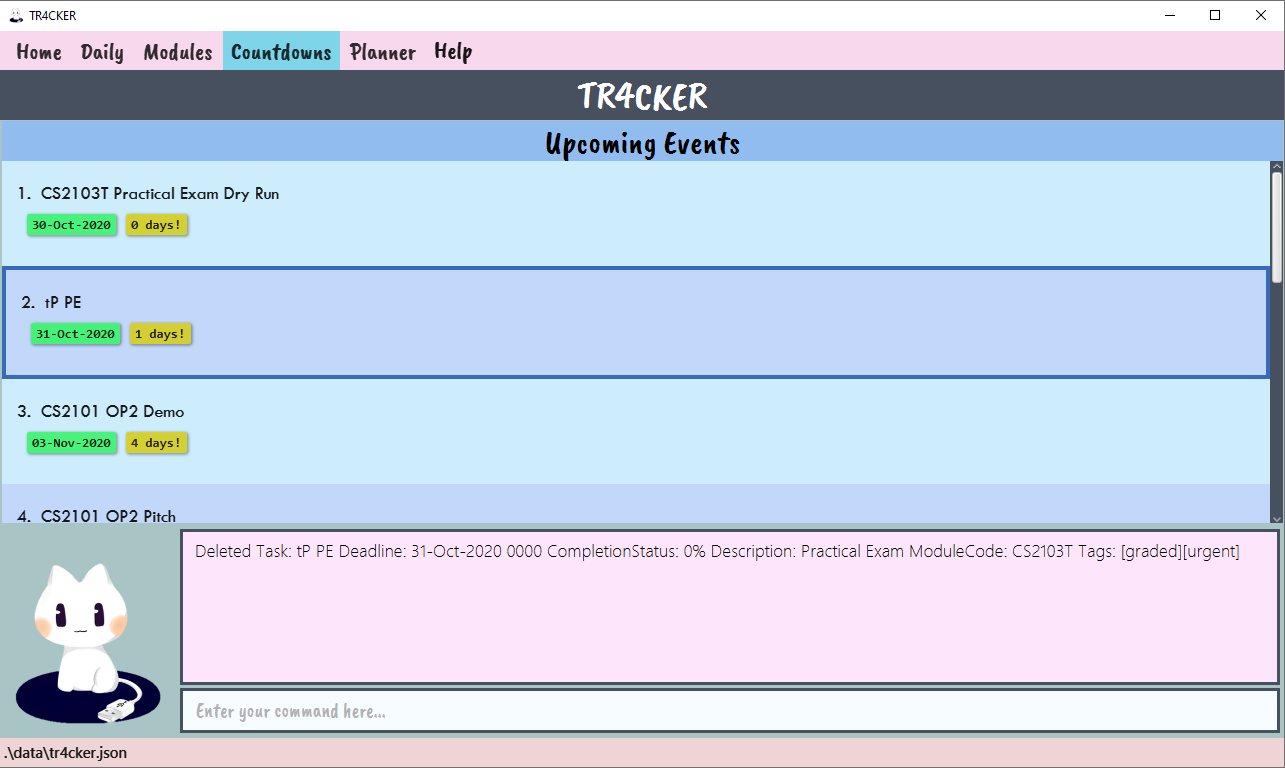 TR4CKER
Home Daily Modules Countdowns Planner Help
TR4CKER
Upcoming Events
1. CS2103T Practical Exam Dry Run
30-Oct-2020 0 days!
2. tP PE
31-Oct-2020 1 days!
3. CS2101 OP2 Demo
03-Nov-2020 4 days!
4. CS2101 OP2 Pitch
Deleted Task: tP PE Deadline: 31-Oct-2020 0000 CompletionStatus: 0% Description: Practical Exam ModuleCode: CS2103T Tags: [graded][urgent]
Enter your command here...
.\data\tr4cker.json